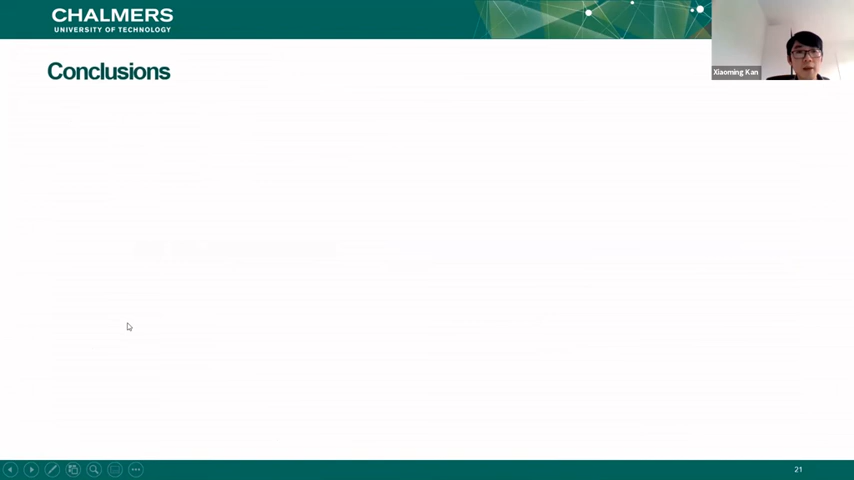 CHALMERS
UNIVERSITY OF TECHNOLOGY
Xiaoming Kan
Conclusions
21